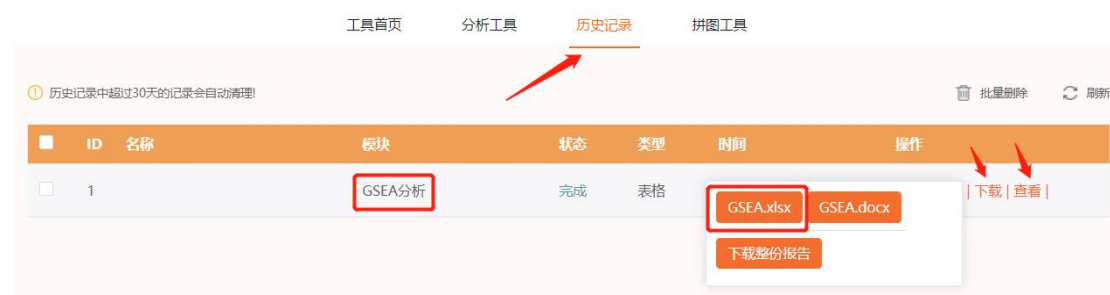 工具首页 分析工具 历史记录 拼图工具
历史记录中超过30天的记录会自动清理! 批量删除 刷新
ID 名称 模块 状态 类型 时间 操作
1 GSEA分析 完成 表格 | 下载 | 查看 |
GSEA.xlsx GSEA.docx
下载整份报告